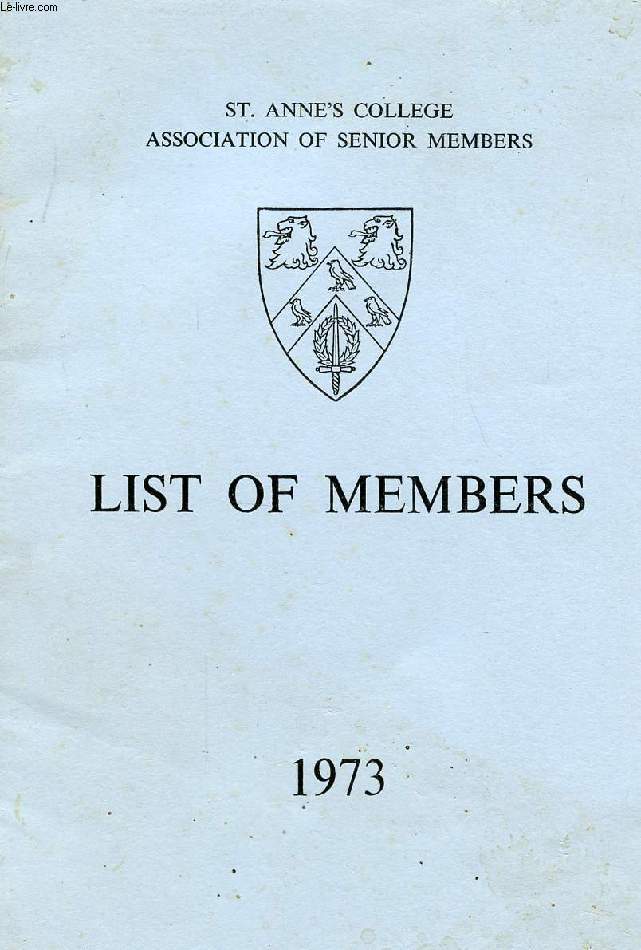 Le-livre.com
ST. ANNE'S COLLEGE
ASSOCIATION OF SENIOR MEMBERS
LIST OF MEMBERS
1973